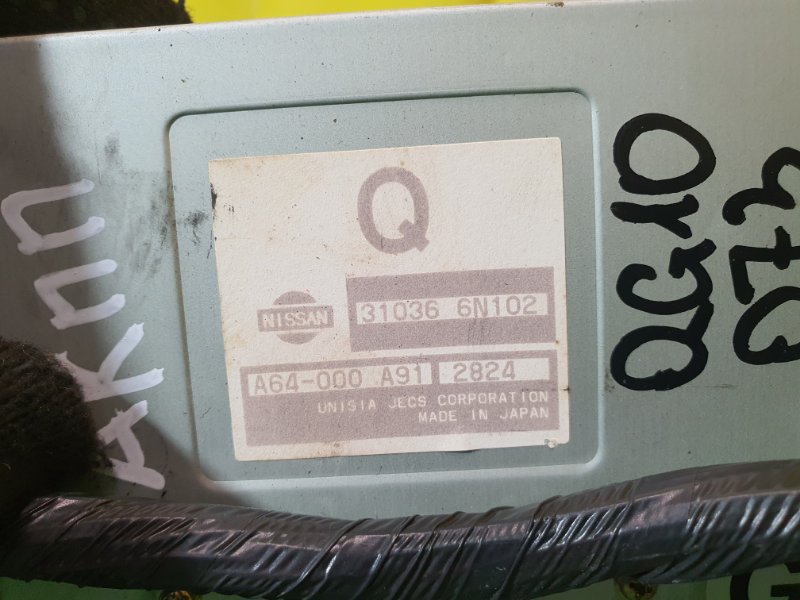 Q
NISSAN
31036 6N102
A64-000 A91 2824
UNISIA JECS CORPORATION
MADE IN JAPAN
АКПП
QG10